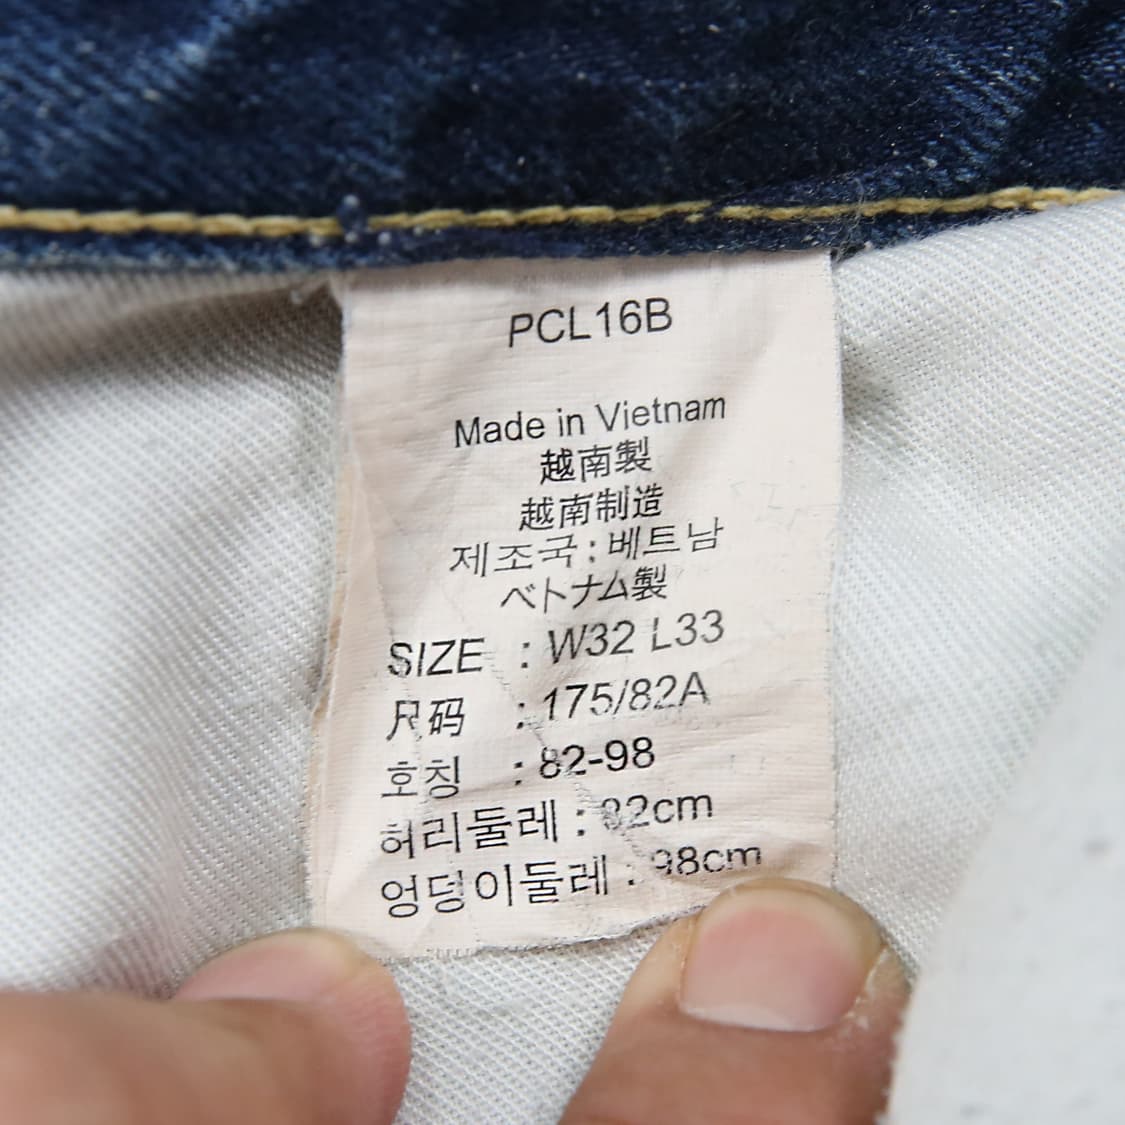 PCL16B
Made in Vietnam
越南製
越南制造
제조국 : 베트남
ベトナム製
SIZE : W32 L33
尺码 : 175/82A
호칭 : 82-98
허리둘레 : 82cm
엉덩이둘레 : 98cm